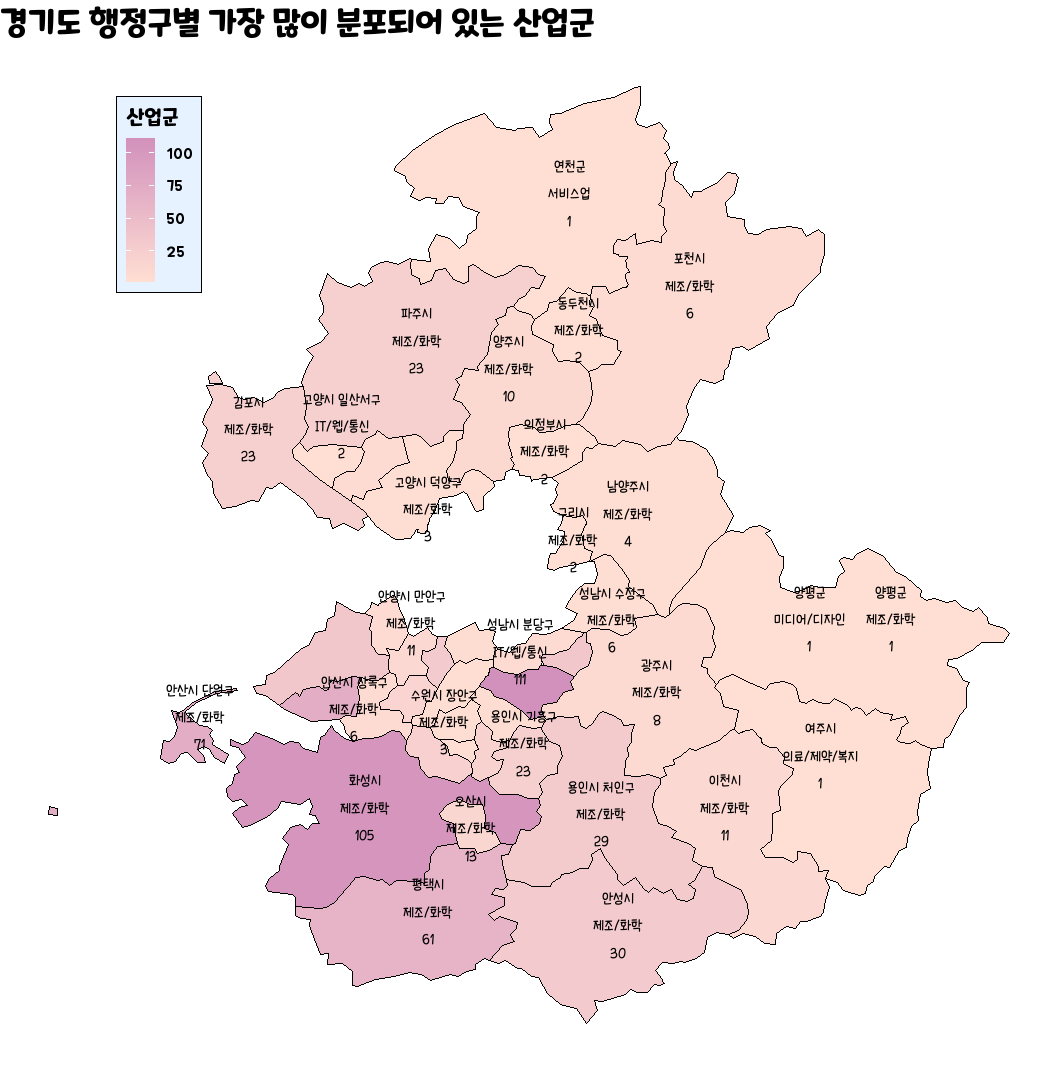 경기도 행정구별 가장 많이 분포되어 있는 산업군
산업군
100
75
50
25
연천군
서비스업
1
포천시
제조/화학
6
동두천시
제조/화학
2
파주시
제조/화학
23
양주시
제조/화학
10
김포시
제조/화학
23
고양시 일산서구
IT/웹/통신
2
의정부시
제조/화학
2
고양시 덕양구
제조/화학
3
남양주시
제조/화학
4
구리시
제조/화학
2
성남시 수정구
제조/화학
6
양평군
미디어/디자인
1
양평군
제조/화학
1
안양시 만안구
제조/화학
11
성남시 분당구
IT/웹/통신
111
광주시
제조/화학
8
안산시 단원구
제조/화학
71
안산시 상록구
제조/화학
6
수원시 장안구
제조/화학
3
용인시 기흥구
제조/화학
23
여주시
의료/제약/복지
1
화성시
제조/화학
105
오산시
제조/화학
13
용인시 처인구
제조/화학
29
이천시
제조/화학
11
평택시
제조/화학
61
안성시
제조/화학
30